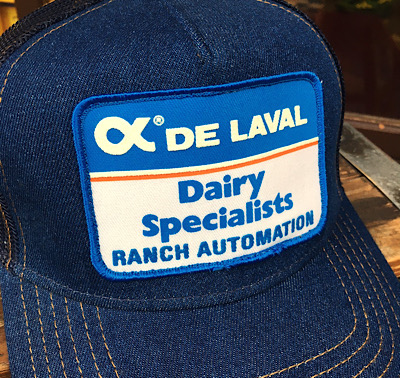 α® DE LAVAL
Dairy
Specialists
RANCH AUTOMATION